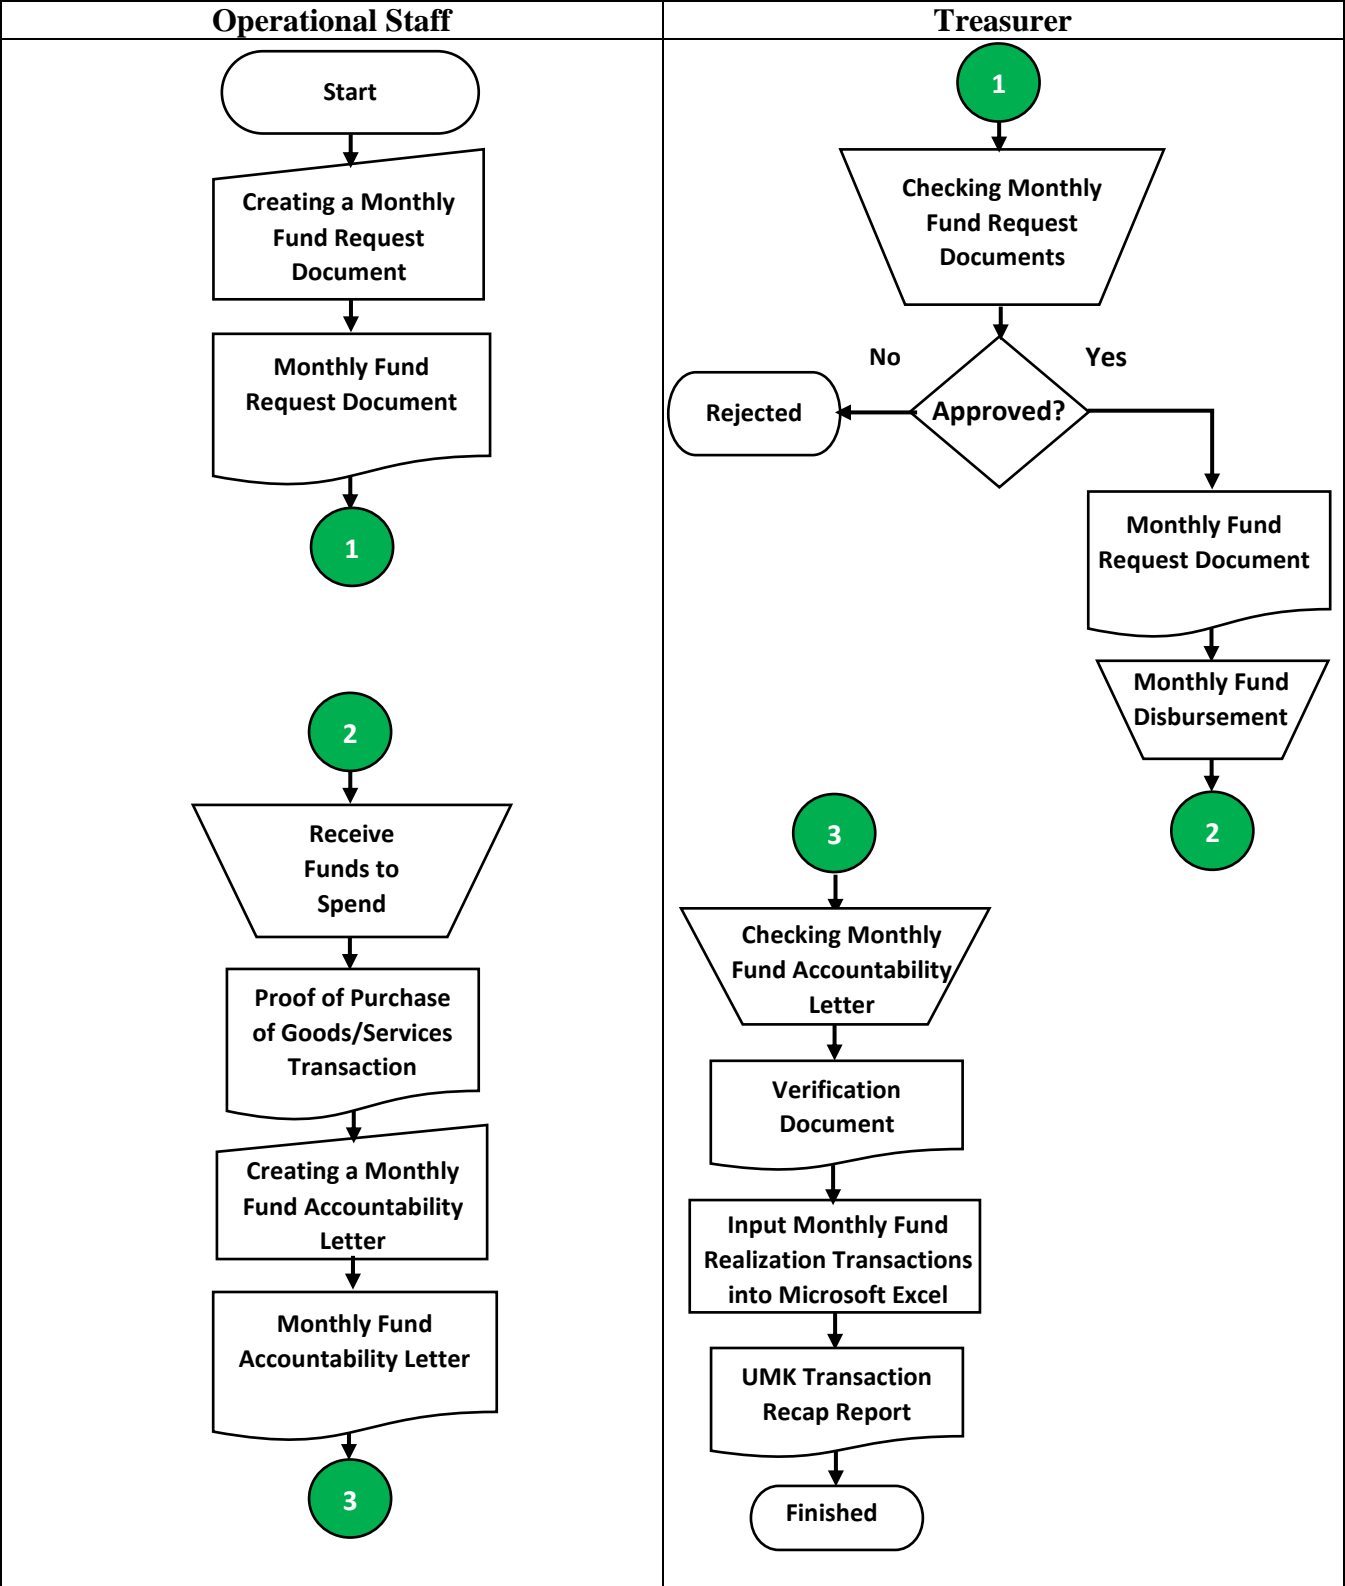 Operational Staff
Treasurer
Start
Creating a Monthly
Fund Request
Document
Monthly Fund
Request Document
1
2
Receive
Funds to
Spend
Proof of Purchase
of Goods/Services
Transaction
Creating a Monthly
Fund Accountability
Letter
Monthly Fund
Accountability Letter
3
1
Checking Monthly
Fund Request
Documents
No
Yes
Rejected
Approved?
Monthly Fund
Request Document
Monthly Fund
Disbursement
2
3
Checking Monthly
Fund Accountability
Letter
Verification
Document
Input Monthly Fund
Realization Transactions
into Microsoft Excel
UMK Transaction
Recap Report
Finished